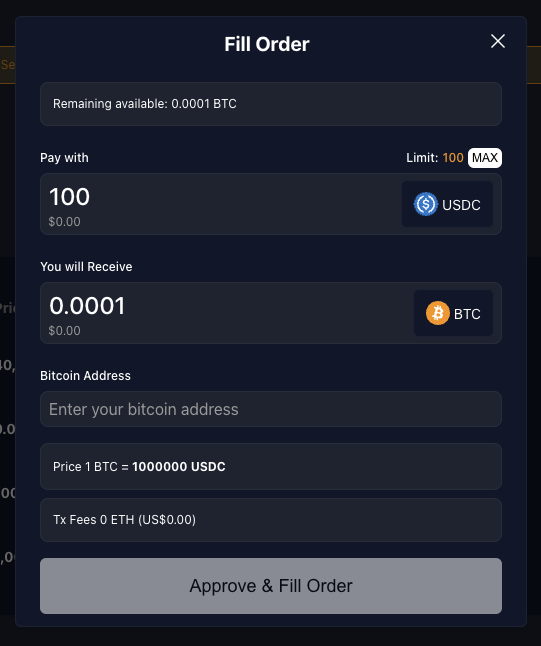 Fill Order
Se
Remaining available: 0.0001 BTC
Pay with
Limit: 100 MAX
100
$0.00
USDC
You will Receive
0.0001
$0.00
BTC
Bitcoin Address
Enter your bitcoin address
Price 1 BTC = 1000000 USDC
Tx Fees 0 ETH (US$0.00)
Approve & Fill Order